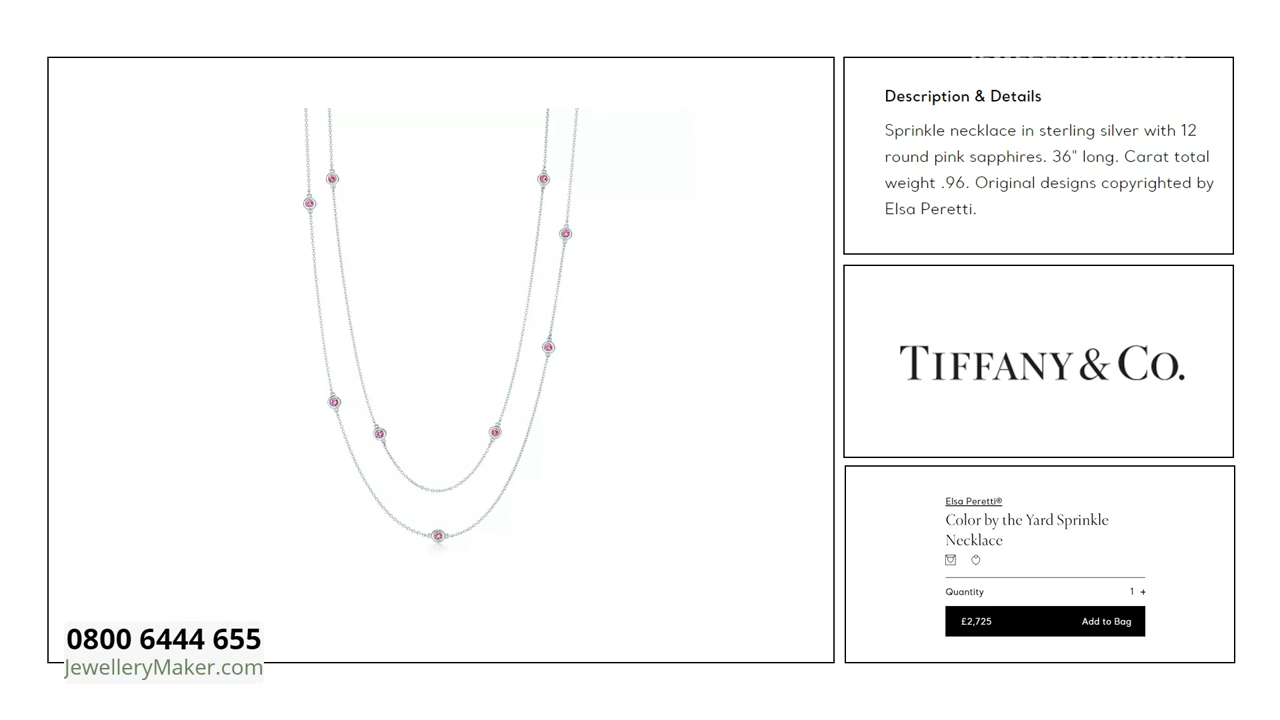 Description & Details
Sprinkle necklace in sterling silver with 12
round pink sapphires. 36" long. Carat total
weight .96. Original designs copyrighted by
Elsa Peretti.
TIFFANY & CO.
Elsa Peretti®
Color by the Yard Sprinkle
Necklace
Quantity 1 +
£2,725 Add to Bag
0800 6444 655
JewelleryMaker.com